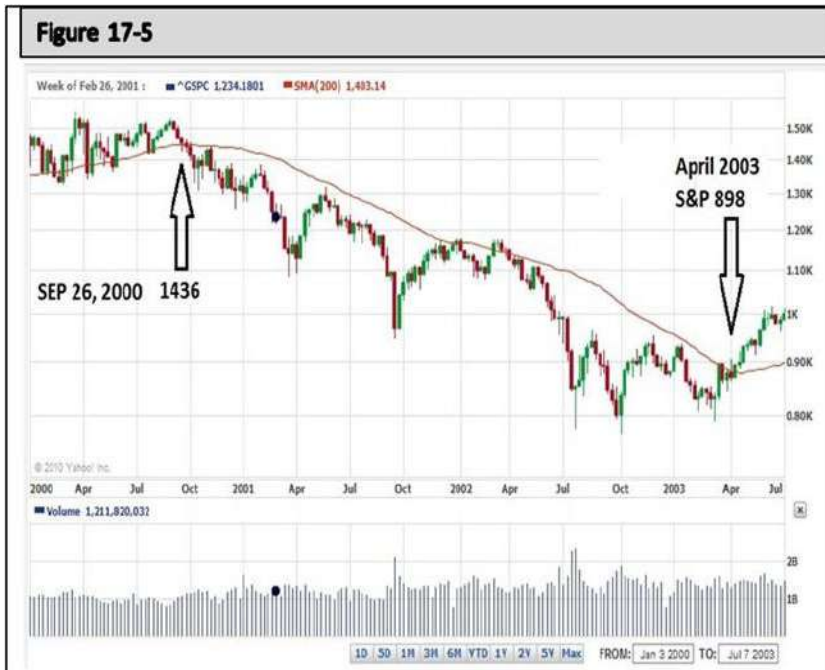 Figure 17-5
Week of Feb 26, 2001 : ^GSPC 1,234.1801 SMA(200) 1,403.14
1.50K
1.40K
1.30K
1.20K
1.10K
1K
0.90K
0.80K
April 2003
S&P 898
SEP 26, 2000 1436
© 2010 Yahoo! Inc.
2000 Apr Jul Oct 2001 Apr Jul Oct 2002 Apr Jul Oct 2003 Apr Jul
Volume 1,211,820,032
x
2B
1B
1D 5D 1M 3M 6M YTD 1Y 2Y 5Y Max FROM: Jan 3 2000 TO: Jul 7 2003